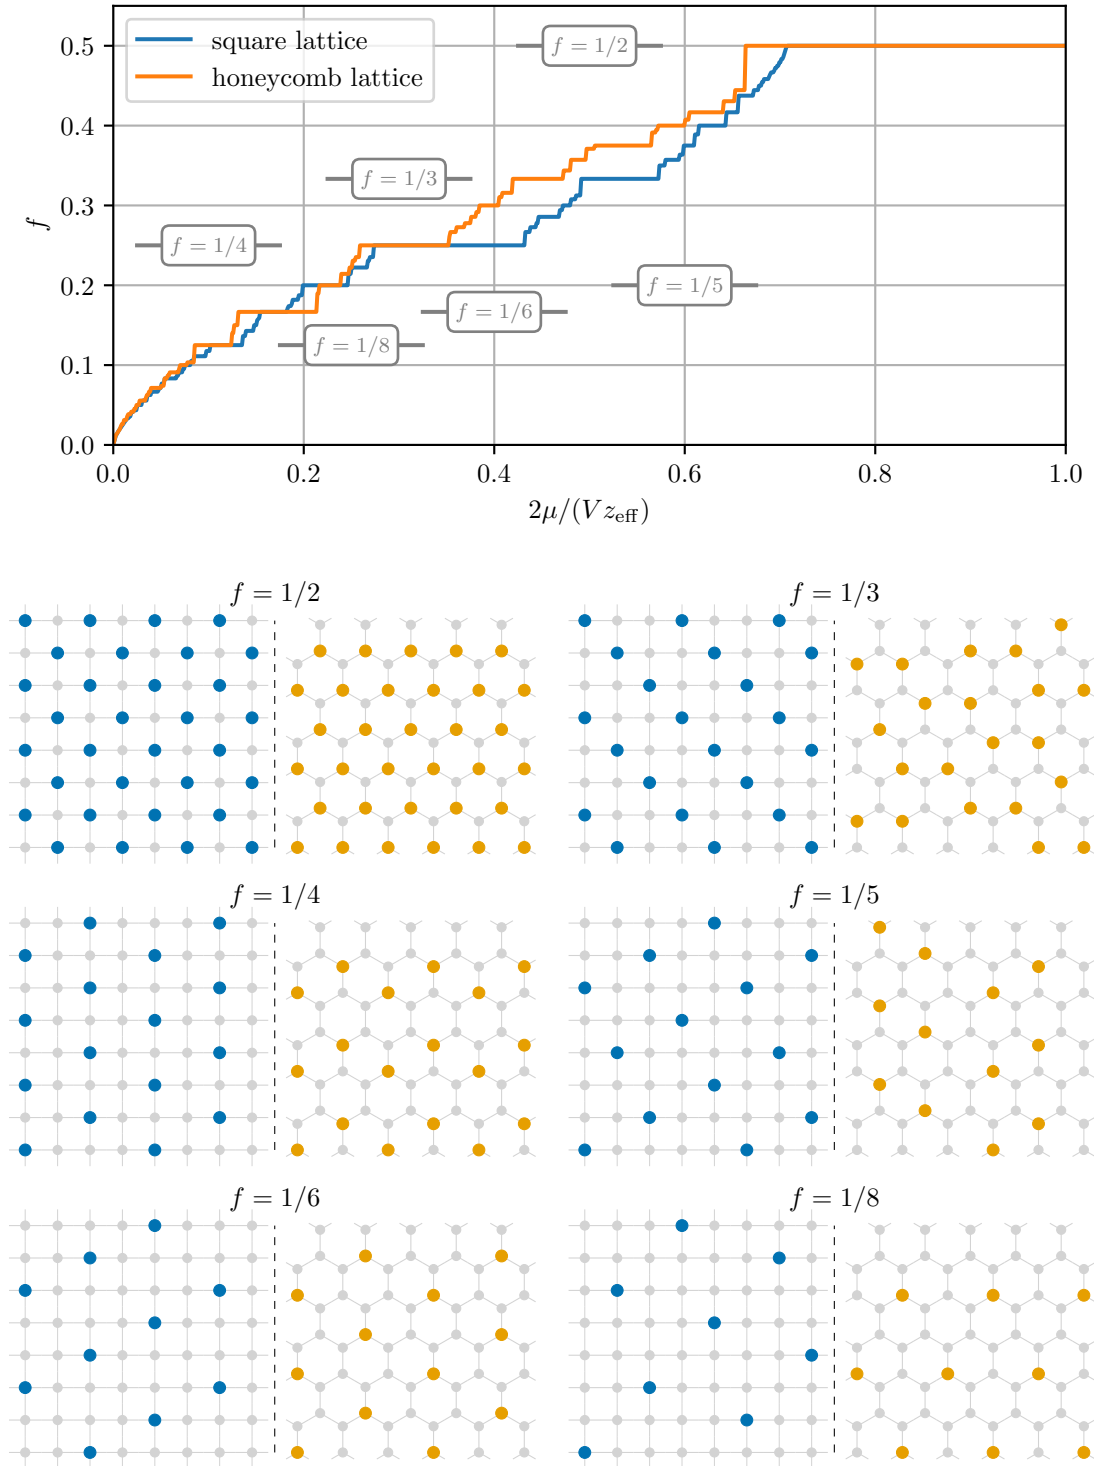 square lattice
honeycomb lattice
f = 1/2
f = 1/3
f = 1/4
f = 1/5
f = 1/6
f = 1/8
0.5
0.4
0.3
0.2
0.1
0.0
f
0.0 0.2 0.4 0.6 0.8 1.0
2μ/(Vz_eff)
f = 1/2 f = 1/3
f = 1/4 f = 1/5
f = 1/6 f = 1/8